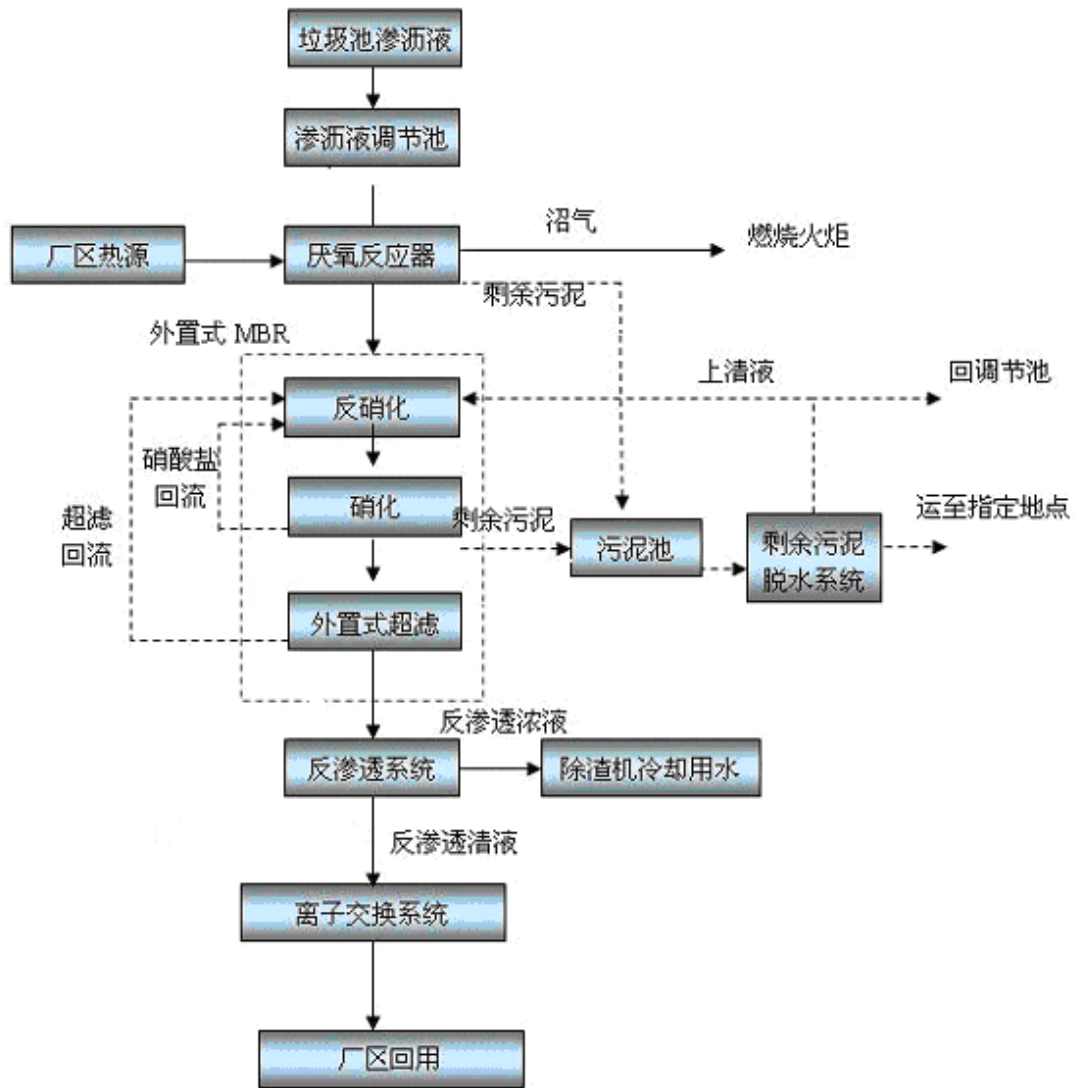 垃圾池渗沥液
渗沥液调节池
沼气
燃烧火炬
厂区热源
厌氧反应器
剩余污泥
外置式 MBR
上清液
回调节池
反硝化
硝酸盐
回流
硝化
超滤
回流
剩余污泥
污泥池
剩余污泥
脱水系统
运至指定地点
外置式超滤
反渗透浓液
反渗透系统
除渣机冷却用水
反渗透清液
离子交换系统
厂区回用